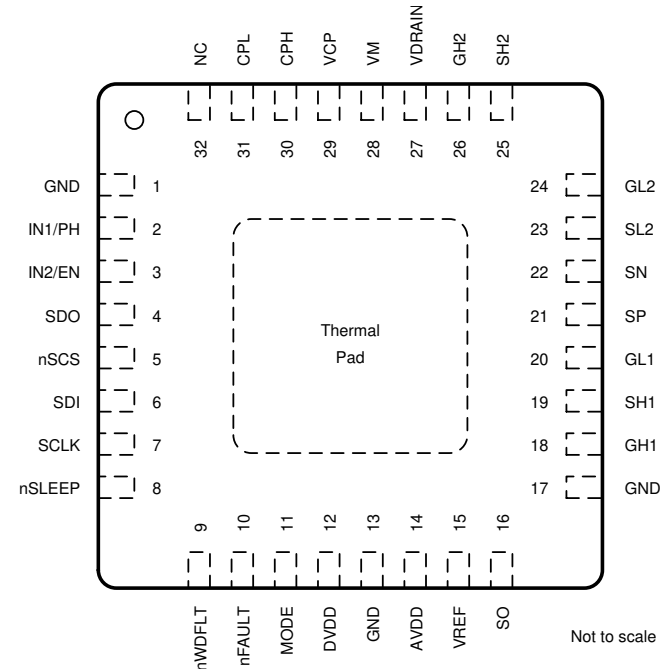 NC
CPL
CPH
VCP
VM
VDRAIN
GH2
SH2
32
31
30
29
28
27
26
25
GND 1
IN1/PH 2
IN2/EN 3
SDO 4
nSCS 5
SDI 6
SCLK 7
nSLEEP 8
Thermal
Pad
24 GL2
23 SL2
22 SN
21 SP
20 GL1
19 SH1
18 GH1
17 GND
9
10
11
12
13
14
15
16
nWDFLT
nFAULT
MODE
DVDD
GND
AVDD
VREF
SO
Not to scale